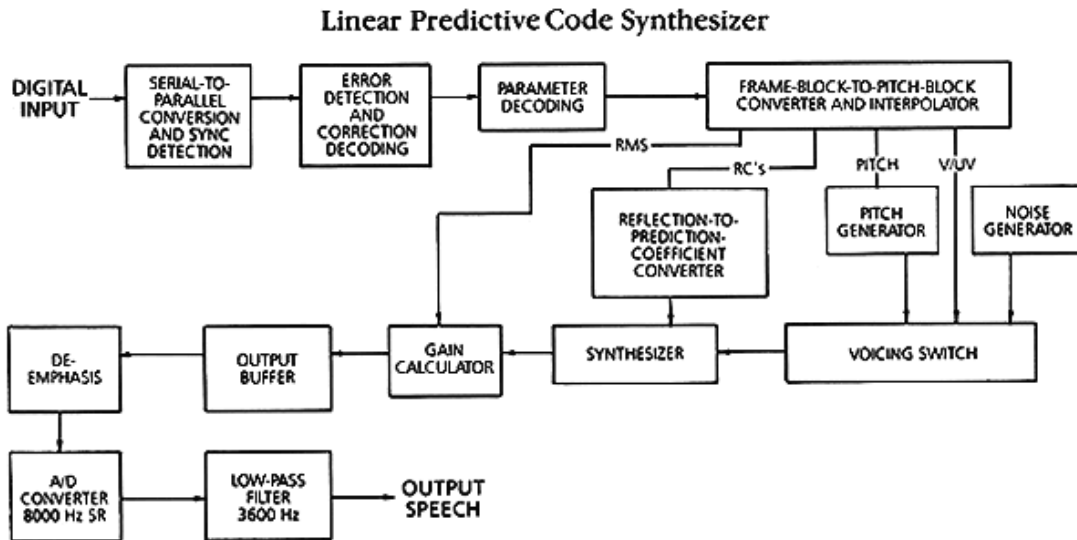 Linear Predictive Code Synthesizer
DIGITAL
INPUT
SERIAL-TO-
PARALLEL
CONVERSION
AND SYNC
DETECTION
ERROR
DETECTION
AND
CORRECTION
DECODING
PARAMETER
DECODING
FRAME-BLOCK-TO-PITCH-BLOCK
CONVERTER AND INTERPOLATOR
RMS
RC's
PITCH
V/UV
REFLECTION-TO-
PREDICTION-
COEFFICIENT
CONVERTER
PITCH
GENERATOR
NOISE
GENERATOR
DE-
EMPHASIS
OUTPUT
BUFFER
GAIN
CALCULATOR
SYNTHESIZER
VOICING SWITCH
A/D
CONVERTER
8000 Hz SR
LOW-PASS
FILTER
3600 Hz
OUTPUT
SPEECH